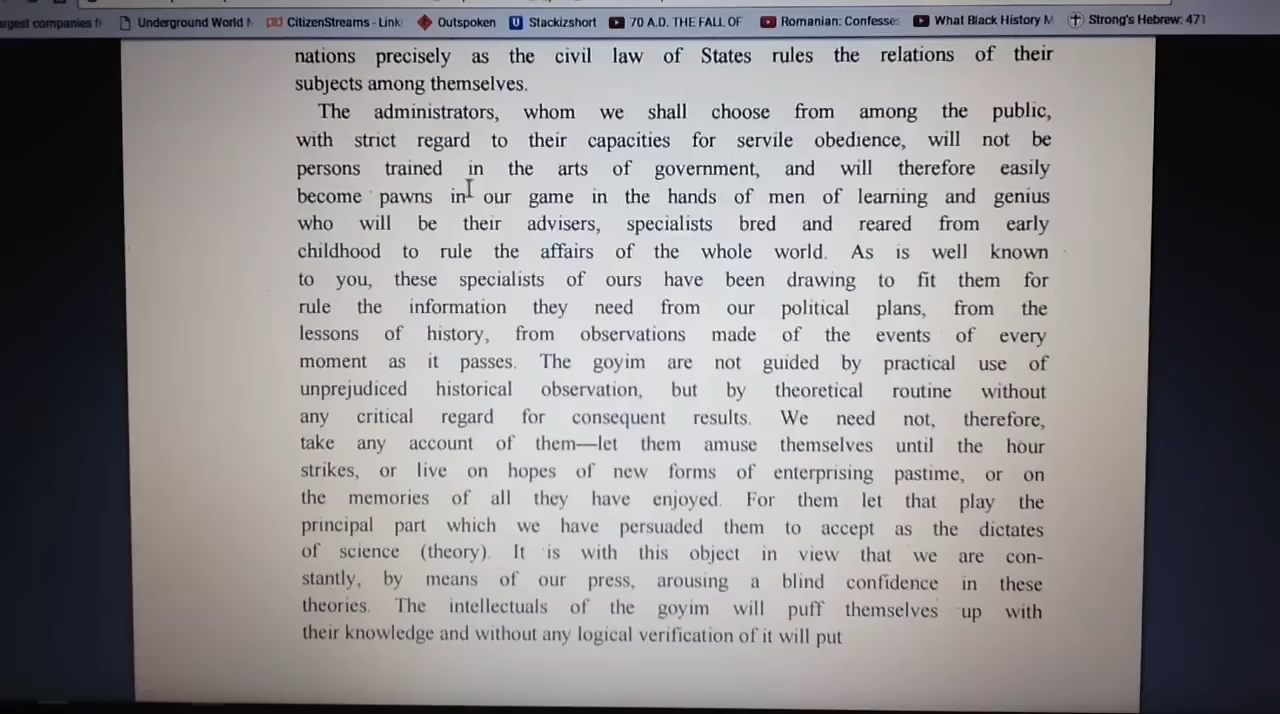 argest companies fr Underground World N CitizenStreams - Link Outspoken Stackizshort 70 A.D. THE FALL OF Romanian: Confesse What Black History M Strong's Hebrew: 471
nations precisely as the civil law of States rules the relations of their
subjects among themselves.
The administrators, whom we shall choose from among the public,
with strict regard to their capacities for servile obedience, will not be
persons trained in the arts of government, and will therefore easily
become pawns in our game in the hands of men of learning and genius
who will be their advisers, specialists bred and reared from early
childhood to rule the affairs of the whole world. As is well known
to you, these specialists of ours have been drawing to fit them for
rule the information they need from our political plans, from the
lessons of history, from observations made of the events of every
moment as it passes. The goyim are not guided by practical use of
unprejudiced historical observation, but by theoretical routine without
any critical regard for consequent results. We need not, therefore,
take any account of them—let them amuse themselves until the hour
strikes, or live on hopes of new forms of enterprising pastime, or on
the memories of all they have enjoyed. For them let that play the
principal part which we have persuaded them to accept as the dictates
of science (theory). It is with this object in view that we are con-
stantly, by means of our press, arousing a blind confidence in these
theories. The intellectuals of the goyim will puff themselves up with
their knowledge and without any logical verification of it will put